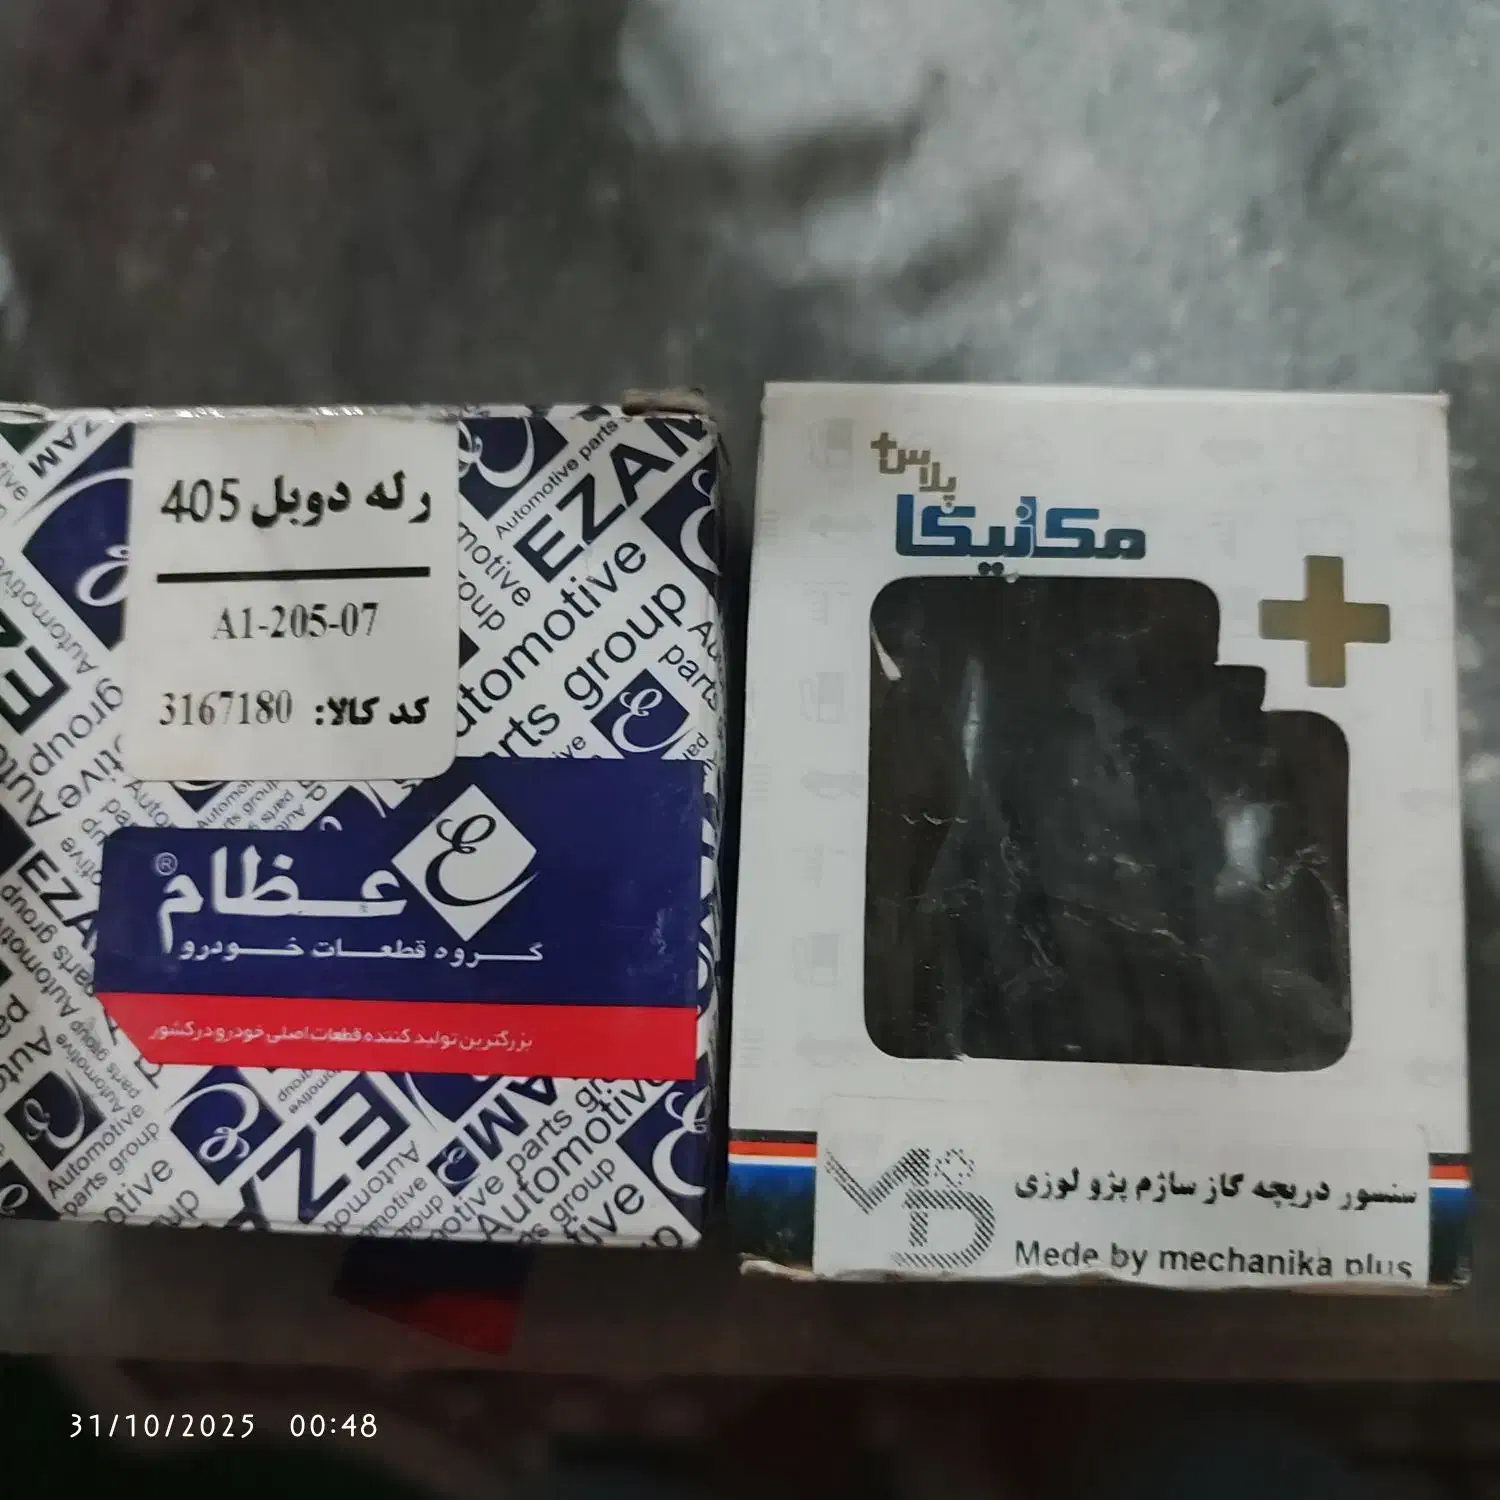 رله دوبل 405
A1-205-07
کد کالا: 3167180
EZAM
Automotive parts group
عظام®
گروه قطعات خودرو
بزرگترین تولید کننده قطعات اصلی خودرو در کشور
پلاس+
مکانیکا
سنسور دریچه گاز ساژم پژو لوزی
Mede by mechanika plus
31/10/2025 00:48